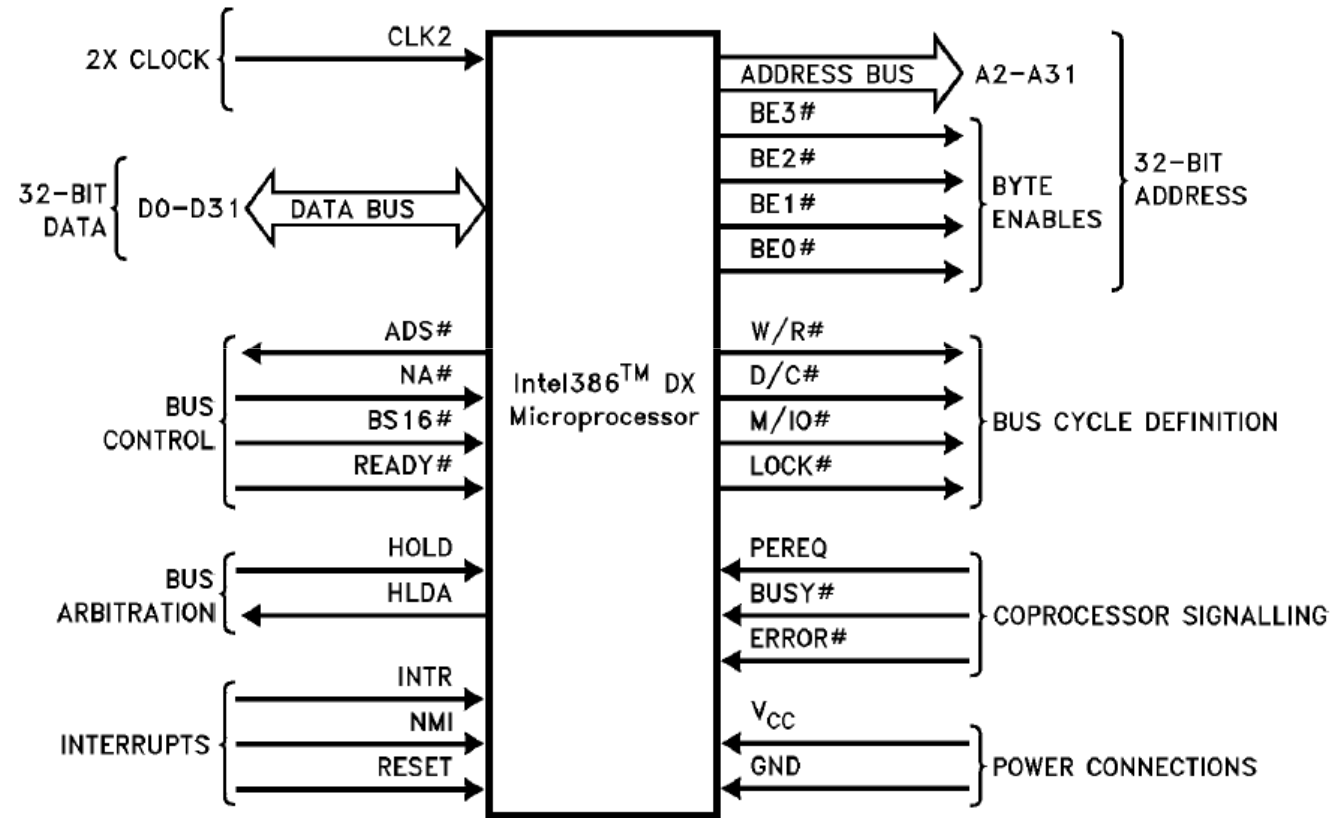 2X CLOCK
CLK2
32-BIT
DATA
D0-D31
DATA BUS
BUS
CONTROL
ADS#
NA#
BS16#
READY#
BUS
ARBITRATION
HOLD
HLDA
INTERRUPTS
INTR
NMI
RESET
Intel386™ DX
Microprocessor
ADDRESS BUS
A2-A31
BE3#
BE2#
BE1#
BE0#
BYTE
ENABLES
32-BIT
ADDRESS
W/R#
D/C#
M/IO#
LOCK#
BUS CYCLE DEFINITION
PEREQ
BUSY#
ERROR#
COPROCESSOR SIGNALLING
VCC
GND
POWER CONNECTIONS